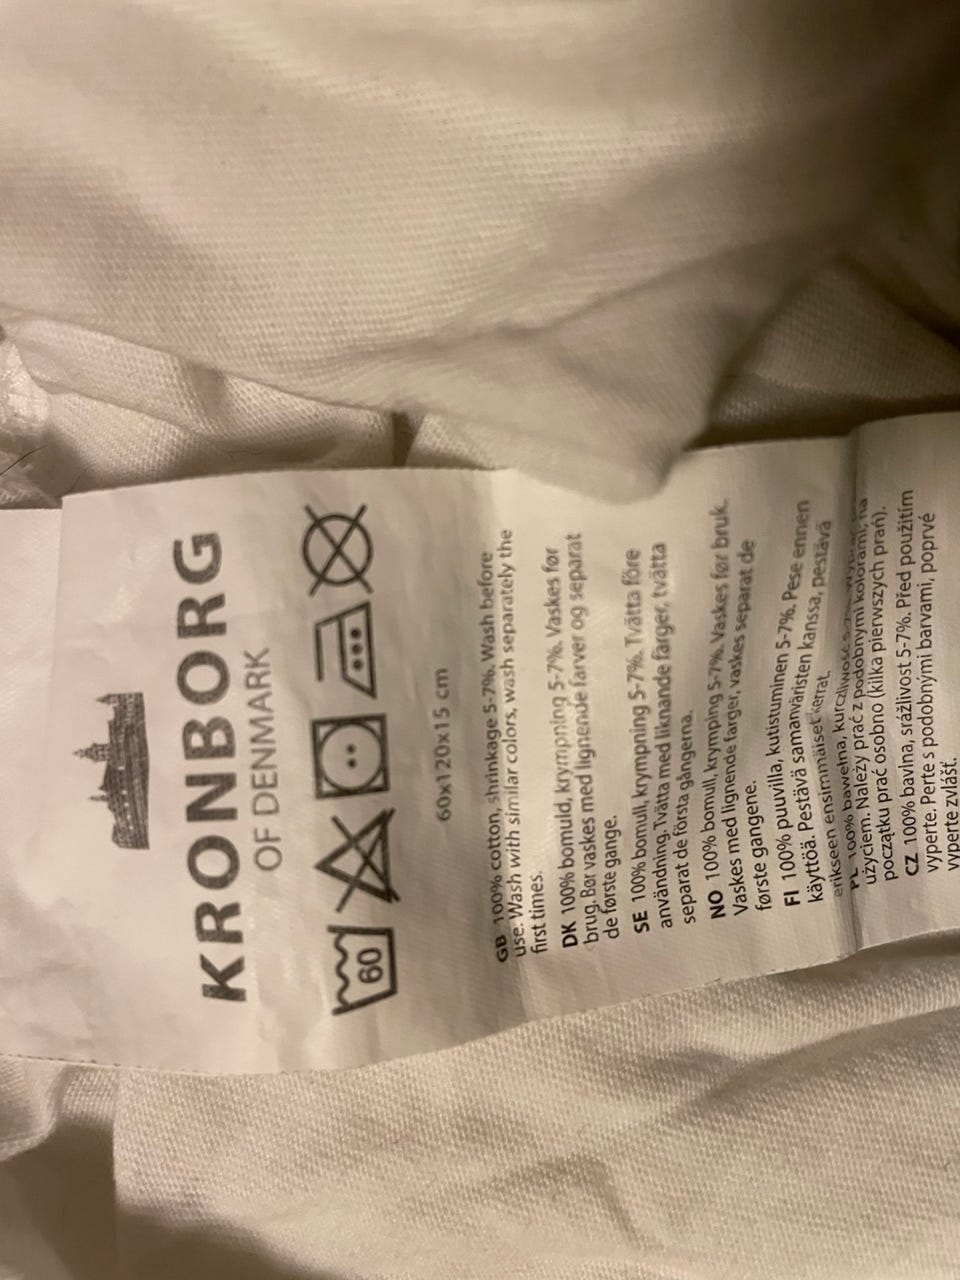 KRONBORG
OF DENMARK
60
60x120x15 cm
GB 100% cotton, shrinkage 5-7%. Wash before
use. Wash with similar colors, wash separately the
first times.
DK 100% bomuld, krympning 5-7%. Vaskes før
brug. Bør vaskes med lignende farver og separat
de første gange.
SE 100% bomull, krympning 5-7%. Tvätta före
användning. Tvätta med liknande farger, tvätta
separat de första gångerna.
NO 100% bomull, krymping 5-7%. Vaskes før bruk.
Vaskes med lignende farger, vaskes separat de
første gangene.
FI 100% puuvilla, kutistuminen 5-7%. Pese ennen
käyttöä. Pestävä samanväristen kanssa, pestävä
erikseen ensimmäiset kerrat.
PL 100% bawełna, kurczliwość 5-7%.
użyciem. Należy prać z podobnymi kolorami, na
początku prać osobno (kilka pierwszych prań).
CZ 100% bavlna, srážlivost 5-7%. Před použitím
vyperte. Perte s podobnými barvami, poprvé
vyperte zvlášť.